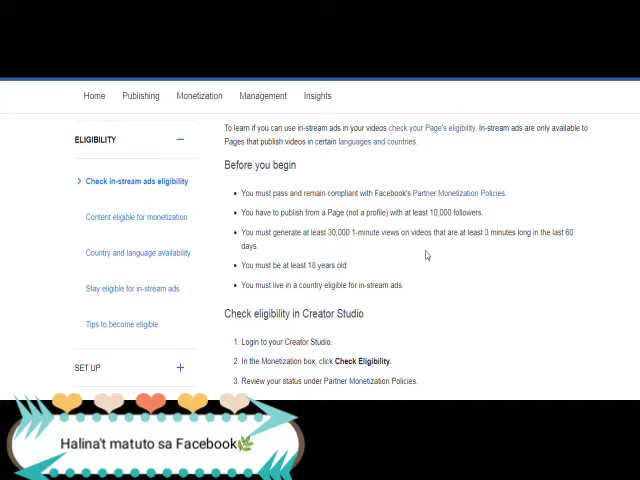 Home Publishing Monetization Management Insights
ELIGIBILITY
Check in-stream ads eligibility
Content eligible for monetization
Country and language availability
Stay eligible for in-stream ads
Tips to become eligible
SET UP
To learn if you can use in-stream ads in your videos check your Page's eligibility. In-stream ads are only available to
Pages that publish videos in certain languages and countries.
Before you begin
You must pass and remain compliant with Facebook's Partner Monetization Policies.
You have to publish from a Page (not a profile) with at least 10,000 followers.
You must generate at least 30,000 1-minute views on videos that are at least 3 minutes long in the last 60
days.
You must be at least 18 years old.
You must live in a country eligible for in-stream ads.
Check eligibility in Creator Studio
1. Login to your Creator Studio.
2. In the Monetization box, click Check Eligibility.
3. Review your status under Partner Monetization Policies.
Halina't matuto sa Facebook🌿